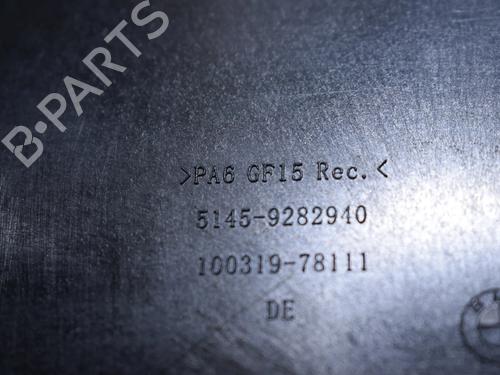 B-PARTS
>PA6 GF15 Rec.<
5145-9282940
100319-78111
DE